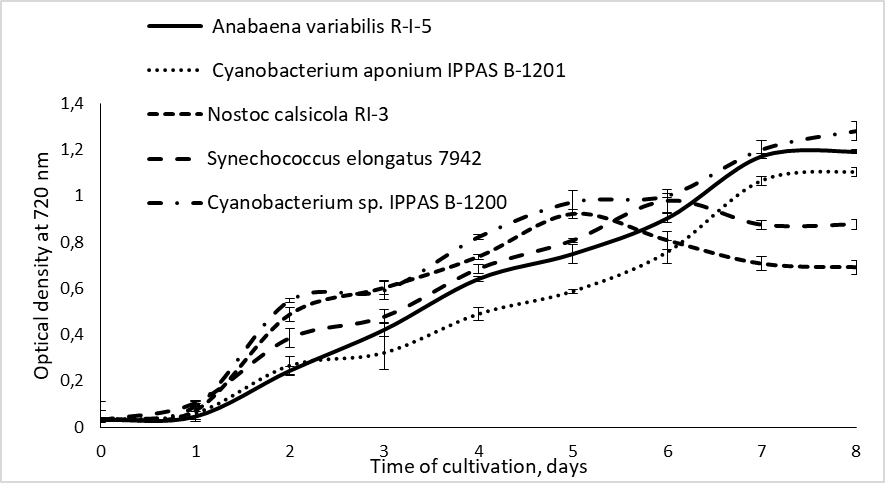 Anabaena variabilis R-I-5
Cyanobacterium aponium IPPAS B-1201
Nostoc calsicola RI-3
Synechococcus elongatus 7942
Cyanobacterium sp. IPPAS B-1200
Optical density at 720 nm
1,4
1,2
1
0,8
0,6
0,4
0,2
0
0 1 2 3 4 5 6 7 8
Time of cultivation, days